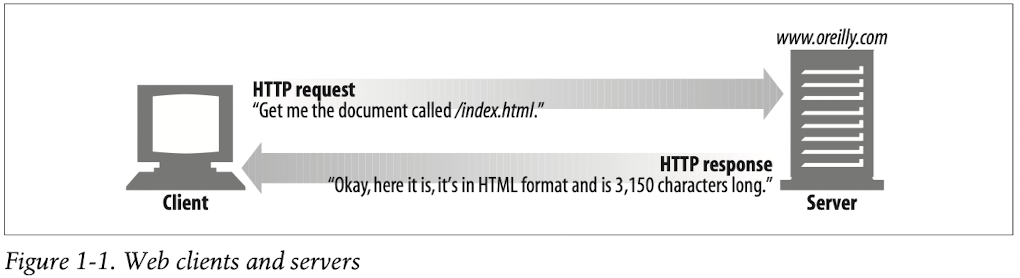 www.oreilly.com
HTTP request
“Get me the document called /index.html.”
HTTP response
“Okay, here it is, it’s in HTML format and is 3,150 characters long.”
Client
Server
Figure 1-1. Web clients and servers